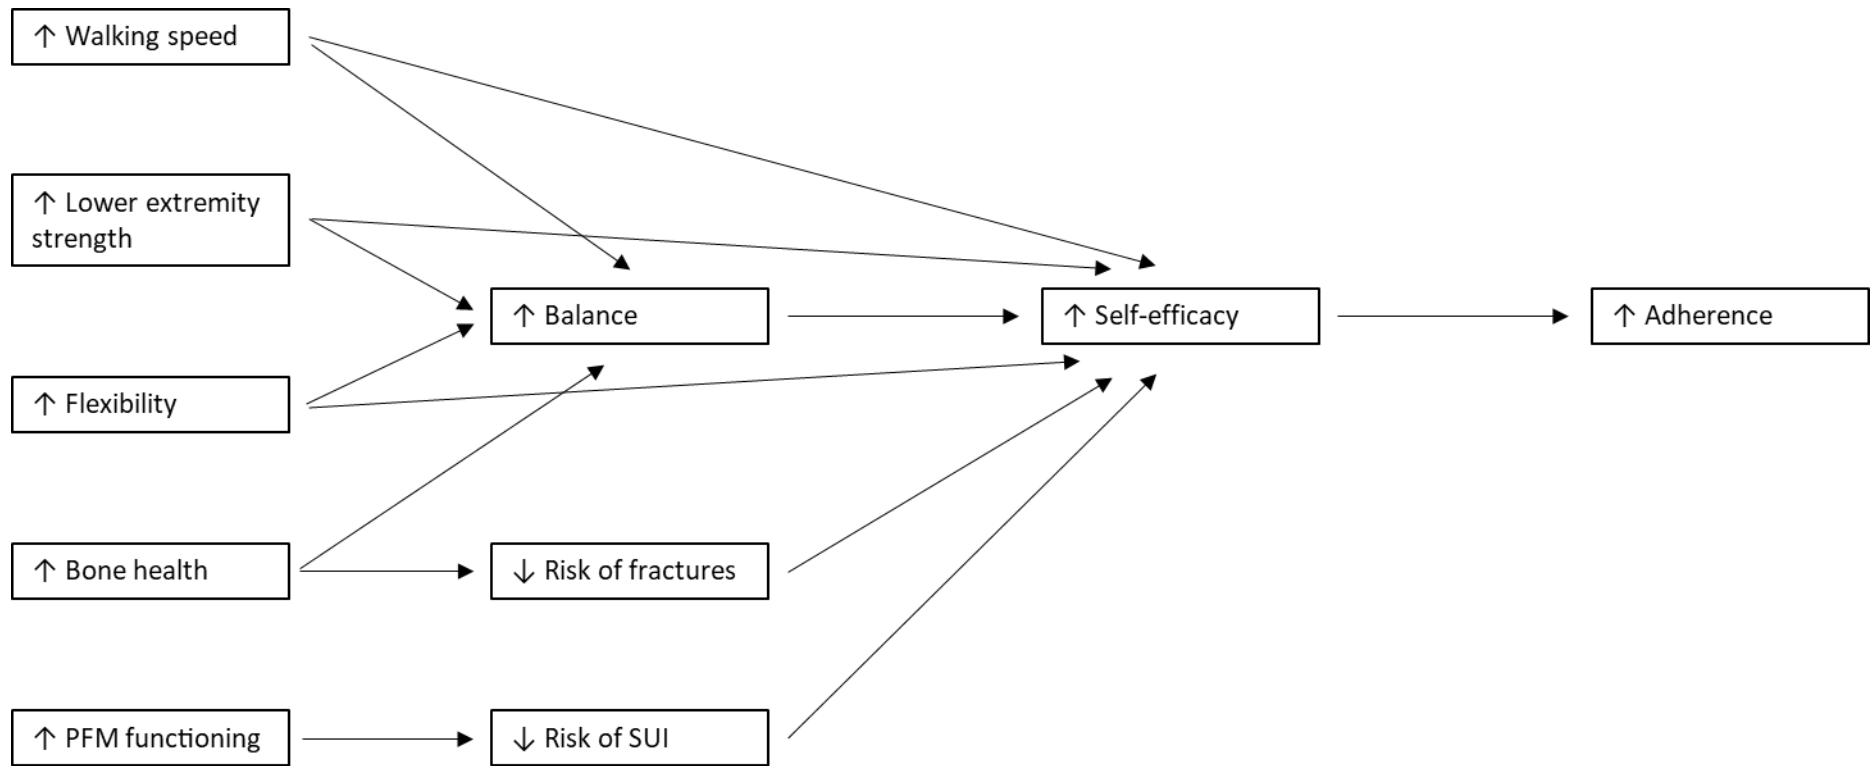 ↑ Walking speed
↑ Lower extremity
strength
↑ Balance
↑ Self-efficacy
↑ Adherence
↑ Flexibility
↑ Bone health
↓ Risk of fractures
↑ PFM functioning
↓ Risk of SUI